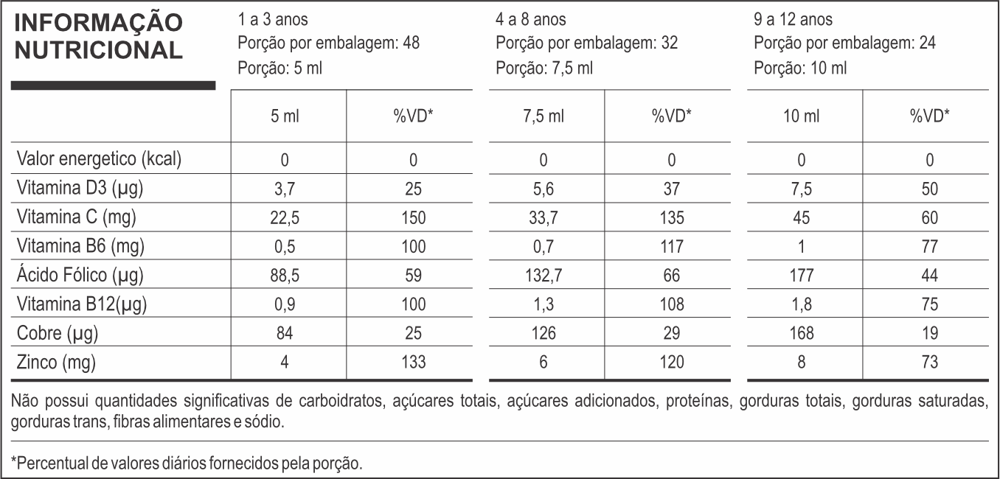 INFORMAÇÃO
NUTRICIONAL
1 a 3 anos
Porção por embalagem: 48
Porção: 5 ml
4 a 8 anos
Porção por embalagem: 32
Porção: 7,5 ml
9 a 12 anos
Porção por embalagem: 24
Porção: 10 ml
5 ml %VD* 7,5 ml %VD* 10 ml %VD*
Valor energetico (kcal) 0 0 0 0 0 0
Vitamina D3 (µg) 3,7 25 5,6 37 7,5 50
Vitamina C (mg) 22,5 150 33,7 135 45 60
Vitamina B6 (mg) 0,5 100 0,7 117 1 77
Ácido Fólico (µg) 88,5 59 132,7 66 177 44
Vitamina B12(µg) 0,9 100 1,3 108 1,8 75
Cobre (µg) 84 25 126 29 168 19
Zinco (mg) 4 133 6 120 8 73
Não possui quantidades significativas de carboidratos, açúcares totais, açúcares adicionados, proteínas, gorduras totais, gorduras saturadas,
gorduras trans, fibras alimentares e sódio.
*Percentual de valores diários fornecidos pela porção.